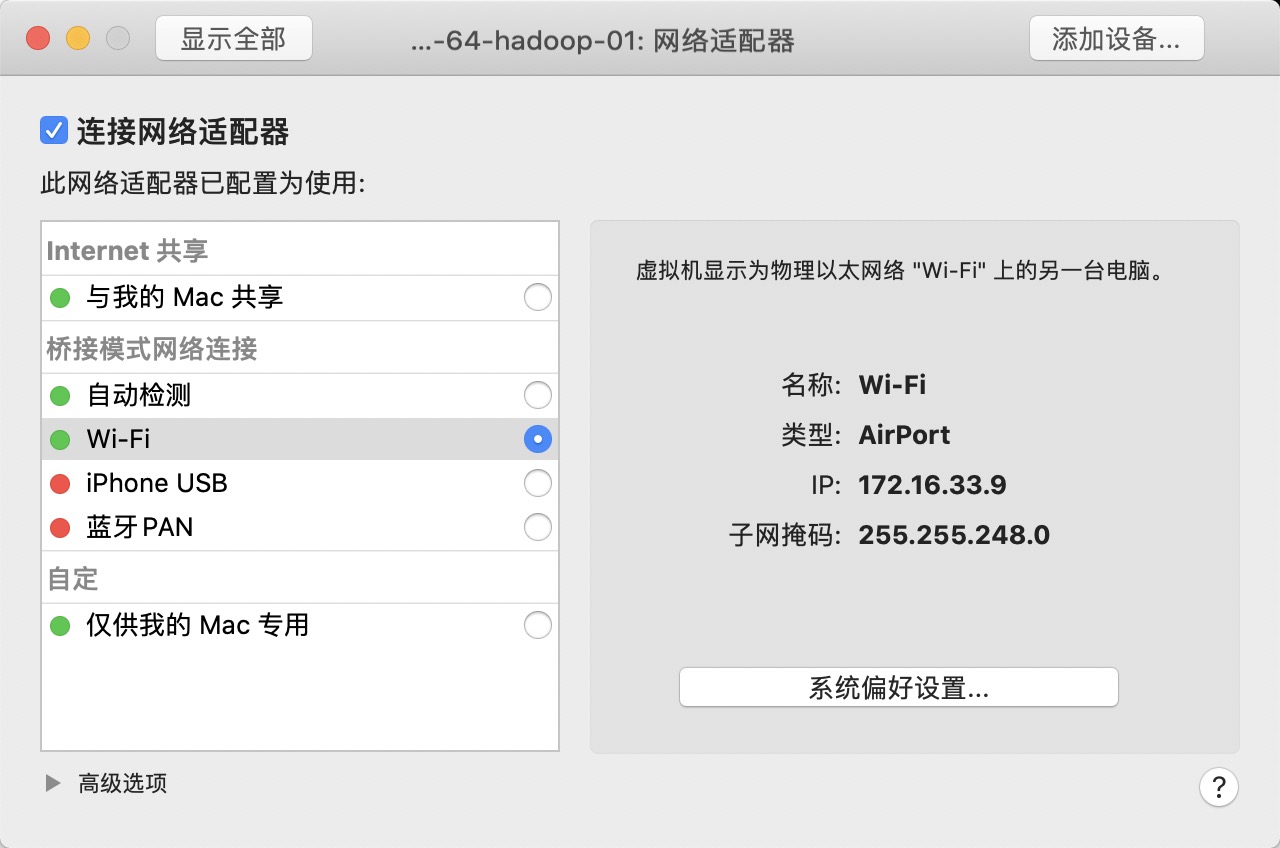 显示全部
...-64-hadoop-01: 网络适配器
添加设备...
连接网络适配器
此网络适配器已配置为使用:
Internet 共享
与我的 Mac 共享
桥接模式网络连接
自动检测
Wi-Fi
iPhone USB
蓝牙 PAN
自定
仅供我的 Mac 专用
虚拟机显示为物理以太网络 "Wi-Fi" 上的另一台电脑。
名称: Wi-Fi
类型: AirPort
IP: 172.16.33.9
子网掩码: 255.255.248.0
系统偏好设置...
高级选项
?